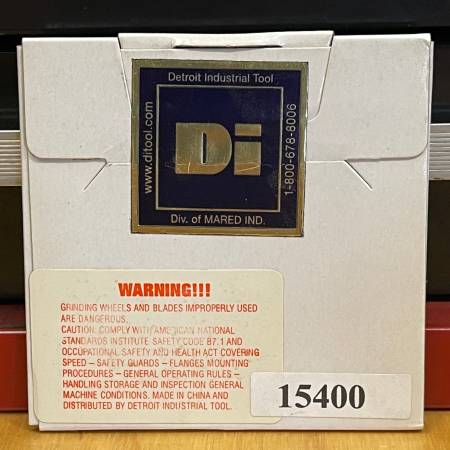 Detroit Industrial Tool
www.ditool.com
Di
1-800-678-8006
Div. of MARED IND.
WARNING!!!
GRINDING WHEELS AND BLADES IMPROPERLY USED
ARE DANGEROUS.
CAUTION: COMPLY WITH AMERICAN NATIONAL
STANDARDS INSTITUTE SAFETY CODE B7.1 AND
OCCUPATIONAL SAFETY AND HEALTH ACT COVERING
SPEED – SAFETY GUARDS – FLANGES MOUNTING
PROCEDURES – GENERAL OPERATING RULES –
HANDLING STORAGE AND INSPECTION GENERAL
MACHINE CONDITIONS. MADE IN CHINA AND
DISTRIBUTED BY DETROIT INDUSTRIAL TOOL.
15400